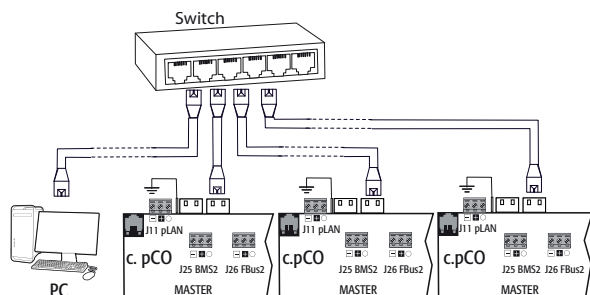 Switch
J11 pLAN
J11 pLAN
J11 pLAN
c. pCO
c.pCO
c.pCO
J25 BMS2 J26 FBus2
J25 BMS2 J26 FBus2
J25 BMS2 J26 FBus2
PC
MASTER
MASTER
MASTER